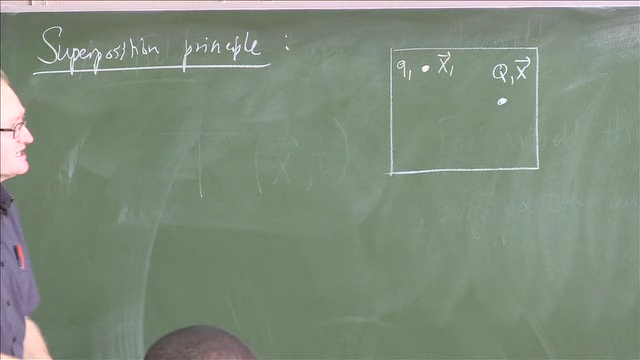 Superposition principle :
q₁ • X⃗₁
Q, X⃗
(X⃗,t)